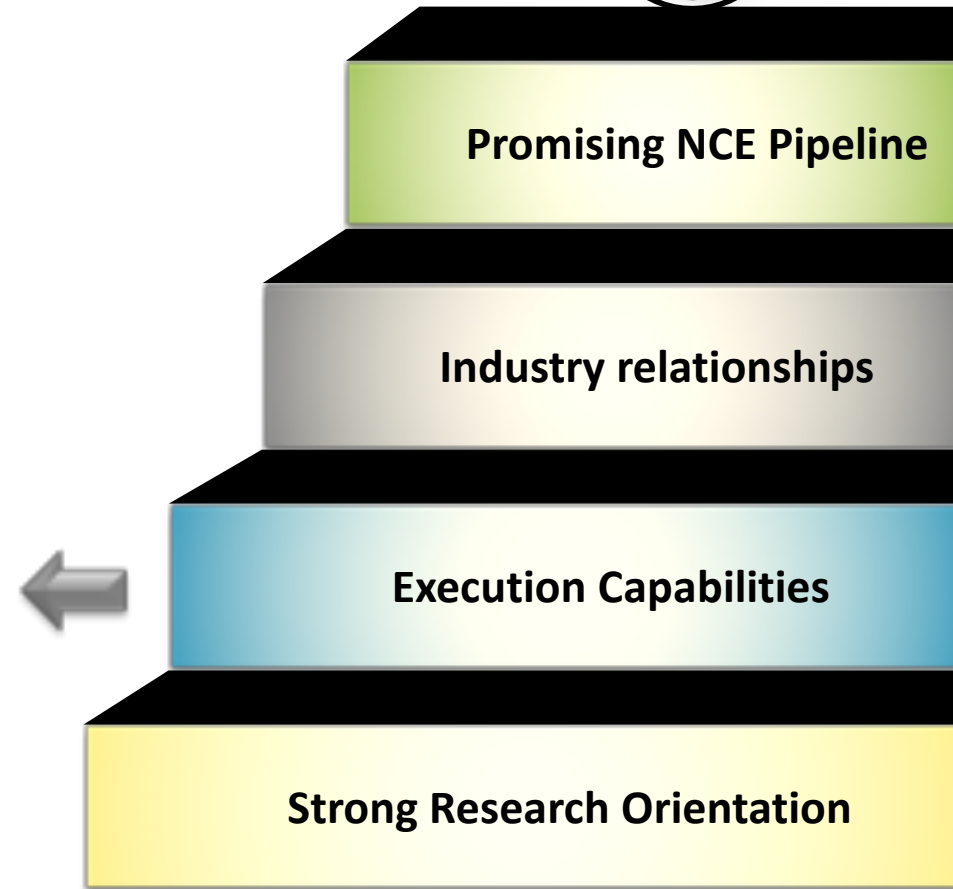 Promising NCE Pipeline
Industry relationships
Execution Capabilities
Strong Research Orientation